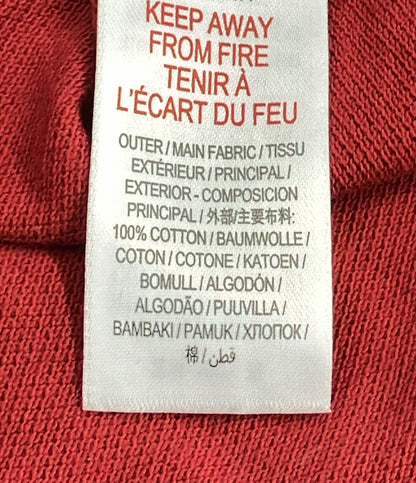 KEEP AWAY
FROM FIRE
TENIR À
L'ÉCART DU FEU
OUTER / MAIN FABRIC / TISSU
EXTÉRIEUR / PRINCIPAL /
EXTERIOR - COMPOSICION
PRINCIPAL / 外部/主要布料:
100% COTTON / BAUMWOLLE /
COTON / COTONE / KATOEN /
BOMULL / ALGODÓN /
ALGODÃO / PUUVILLA /
BAMBAKI / PAMUK / ХЛОПОК /
棉 / قطن